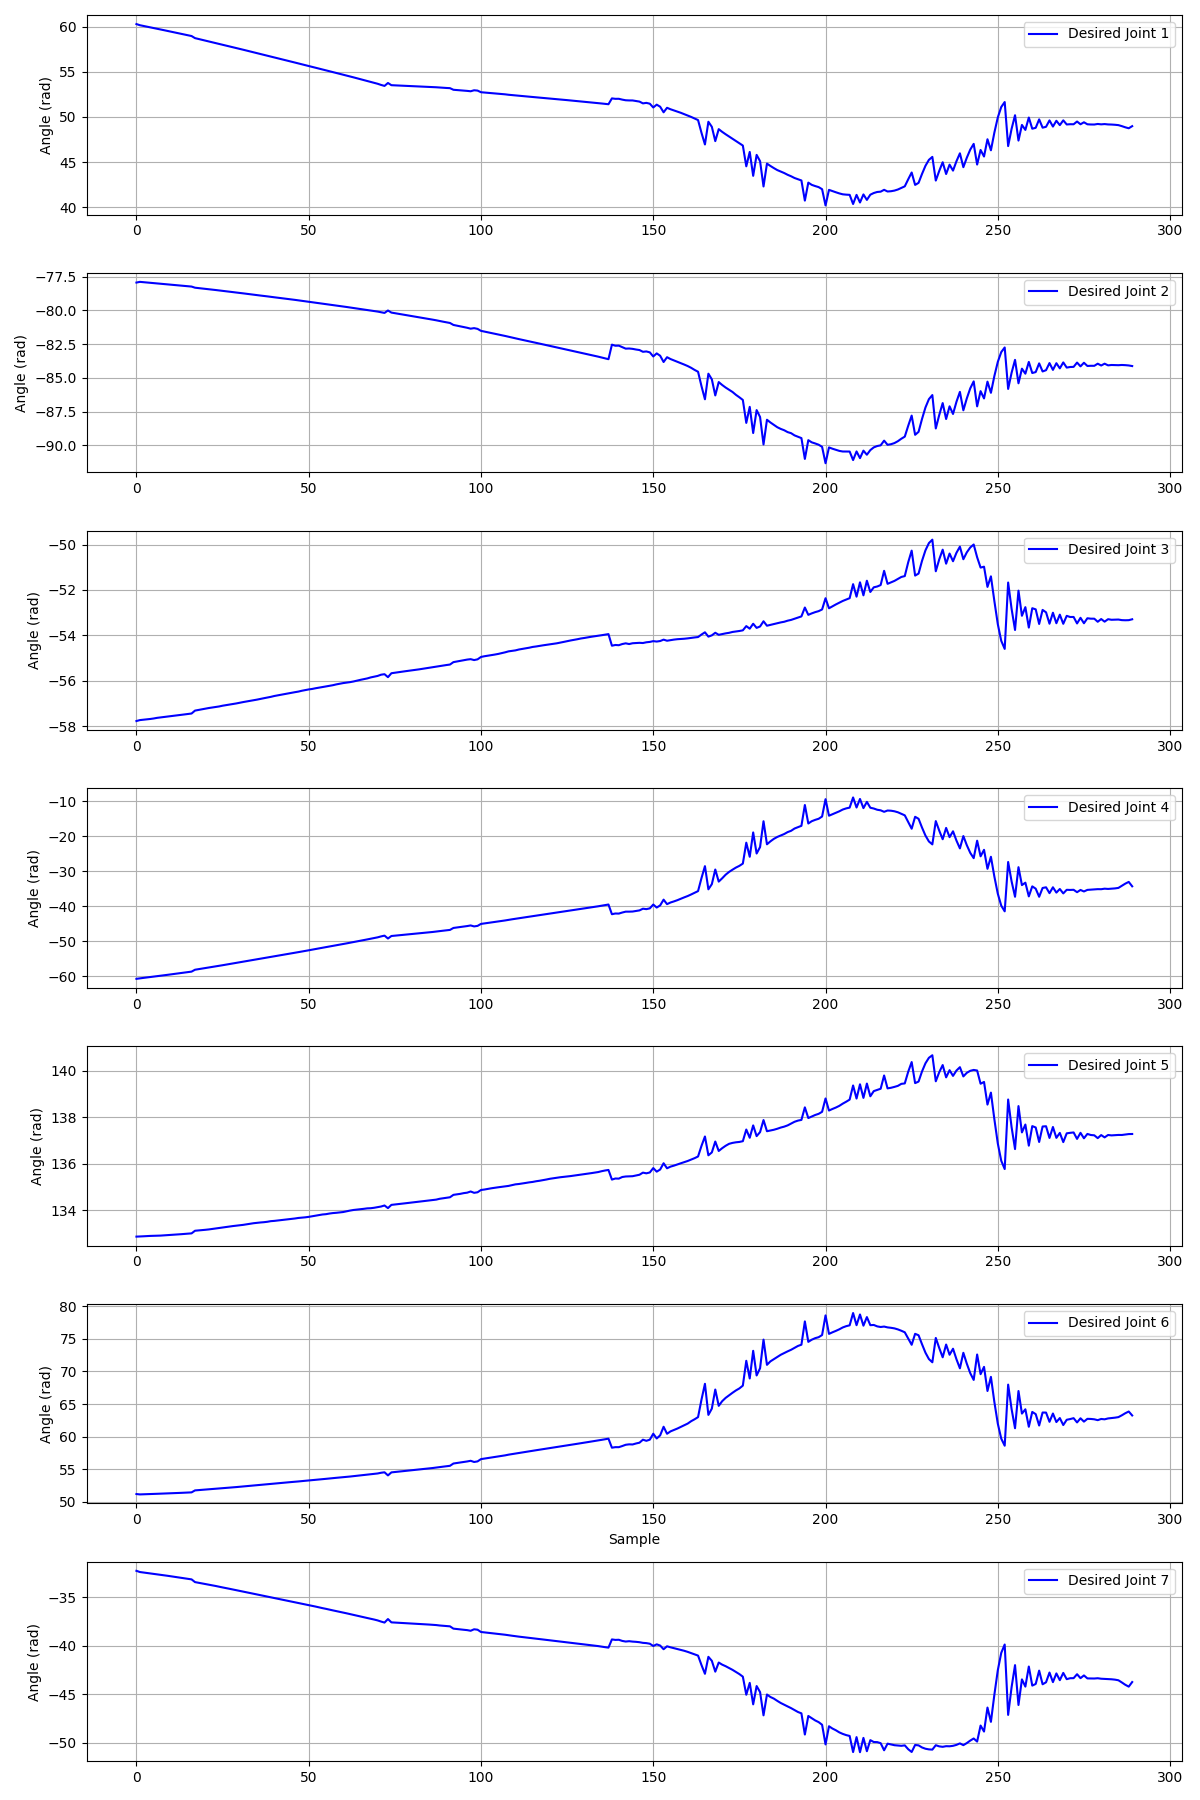 60
55
50
45
40
Angle (rad)
Desired Joint 1
0 50 100 150 200 250 300
−77.5
−80.0
−82.5
−85.0
−87.5
−90.0
Angle (rad)
Desired Joint 2
0 50 100 150 200 250 300
−50
−52
−54
−56
−58
Angle (rad)
Desired Joint 3
0 50 100 150 200 250 300
−10
−20
−30
−40
−50
−60
Angle (rad)
Desired Joint 4
0 50 100 150 200 250 300
140
138
136
134
Angle (rad)
Desired Joint 5
0 50 100 150 200 250 300
80
75
70
65
60
55
50
Angle (rad)
Desired Joint 6
0 50 100 150 200 250 300
Sample
−35
−40
−45
−50
Angle (rad)
Desired Joint 7
0 50 100 150 200 250 300